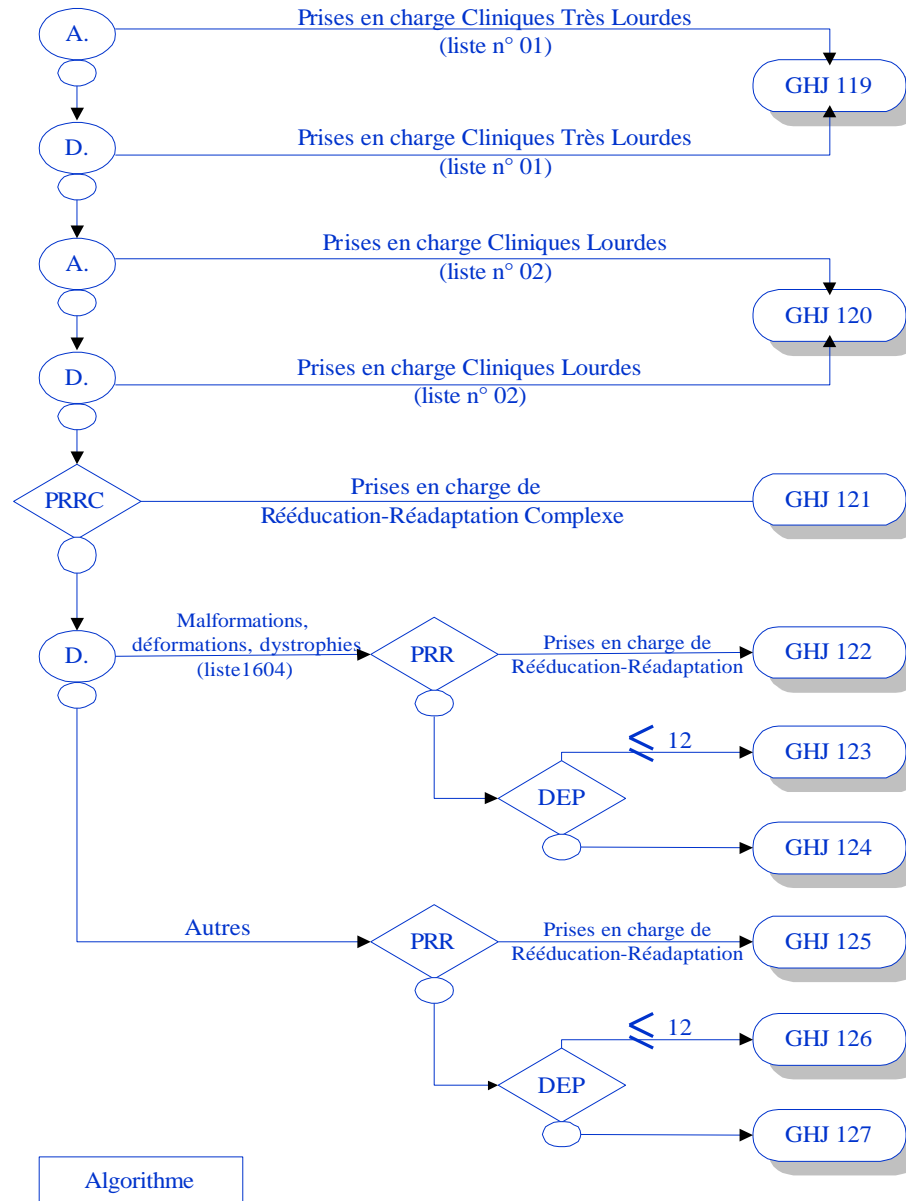 Prises en charge Cliniques Très Lourdes
A.
(liste n° 01)
GHJ 119
Prises en charge Cliniques Très Lourdes
D.
(liste n° 01)
Prises en charge Cliniques Lourdes
A.
(liste n° 02)
GHJ 120
Prises en charge Cliniques Lourdes
D.
(liste n° 02)
PRRC
Prises en charge de
Rééducation-Réadaptation Complexe
GHJ 121
D.
Malformations,
déformations, dystrophies
(liste1604)
PRR
Prises en charge de
Rééducation-Réadaptation
GHJ 122
≤ 12
GHJ 123
DEP
GHJ 124
Autres
PRR
Prises en charge de
Rééducation-Réadaptation
GHJ 125
≤ 12
GHJ 126
DEP
GHJ 127
Algorithme